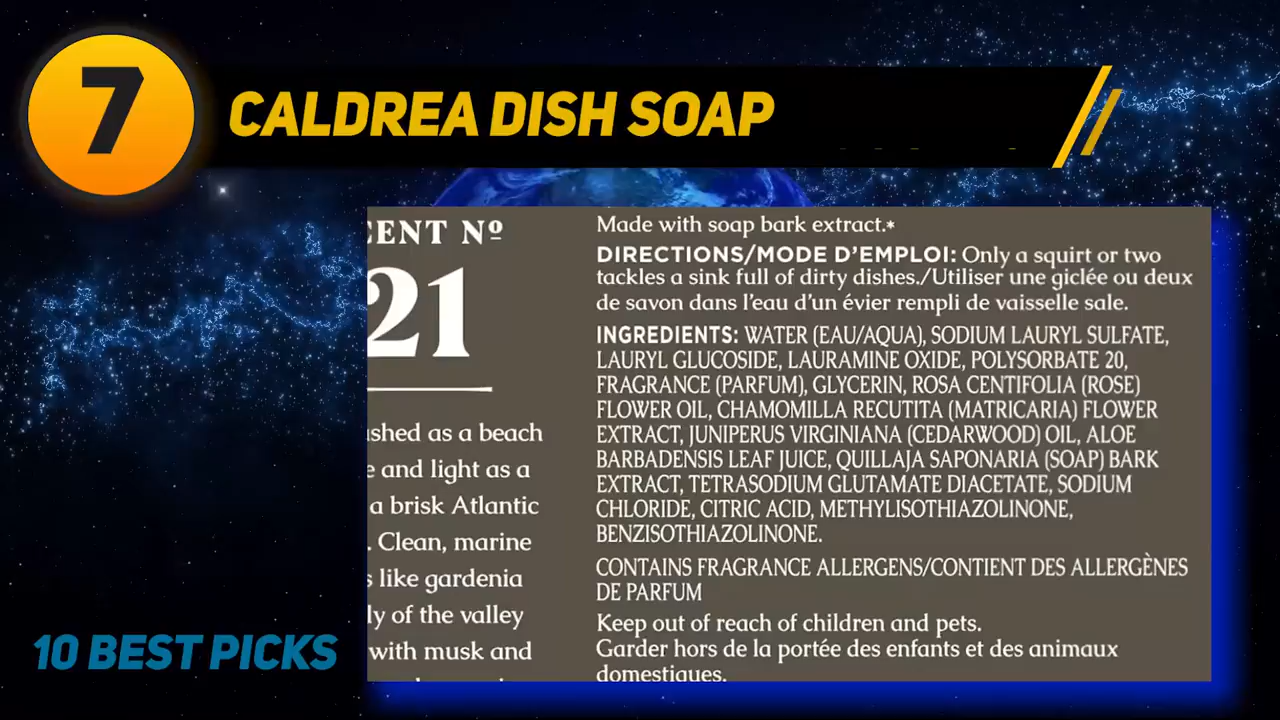 7
CALDREA DISH SOAP
CENT Nº
21
ashed as a beach
e and light as a
a brisk Atlantic
. Clean, marine
s like gardenia
ly of the valley
with musk and
Made with soap bark extract.*
DIRECTIONS/MODE D'EMPLOI: Only a squirt or two
tackles a sink full of dirty dishes./Utiliser une giclée ou deux
de savon dans l'eau d'un évier rempli de vaisselle sale.
INGREDIENTS: WATER (EAU/AQUA), SODIUM LAURYL SULFATE,
LAURYL GLUCOSIDE, LAURAMINE OXIDE, POLYSORBATE 20,
FRAGRANCE (PARFUM), GLYCERIN, ROSA CENTIFOLIA (ROSE)
FLOWER OIL, CHAMOMILLA RECUTITA (MATRICARIA) FLOWER
EXTRACT, JUNIPERUS VIRGINIANA (CEDARWOOD) OIL, ALOE
BARBADENSIS LEAF JUICE, QUILLAJA SAPONARIA (SOAP) BARK
EXTRACT, TETRASODIUM GLUTAMATE DIACETATE, SODIUM
CHLORIDE, CITRIC ACID, METHYLISOTHIAZOLINONE,
BENZISOTHIAZOLINONE.
CONTAINS FRAGRANCE ALLERGENS/CONTIENT DES ALLERGÈNES
DE PARFUM
Keep out of reach of children and pets.
Garder hors de la portée des enfants et des animaux
domestiques.
10 BEST PICKS